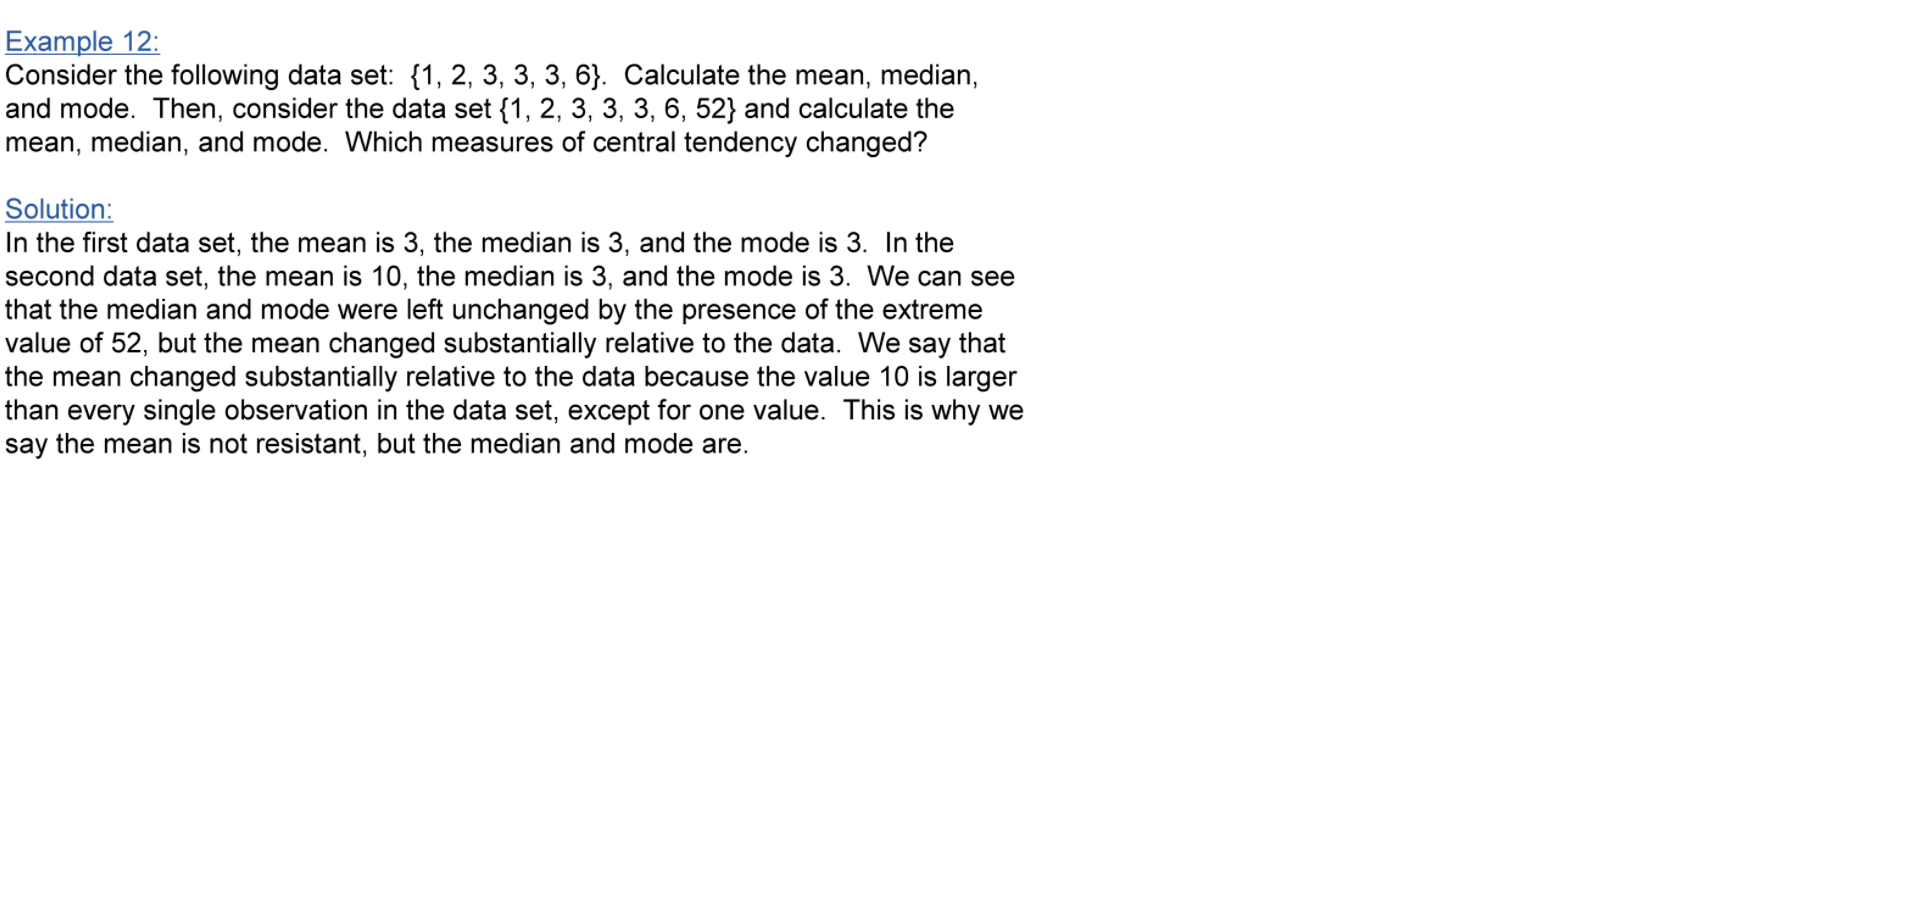 Example 12:
Consider the following data set:  {1, 2, 3, 3, 3, 6}.  Calculate the mean, median,
and mode.  Then, consider the data set {1, 2, 3, 3, 3, 6, 52} and calculate the
mean, median, and mode.  Which measures of central tendency changed?
Solution:
In the first data set, the mean is 3, the median is 3, and the mode is 3.  In the
second data set, the mean is 10, the median is 3, and the mode is 3.  We can see
that the median and mode were left unchanged by the presence of the extreme
value of 52, but the mean changed substantially relative to the data.  We say that
the mean changed substantially relative to the data because the value 10 is larger
than every single observation in the data set, except for one value.  This is why we
say the mean is not resistant, but the median and mode are.